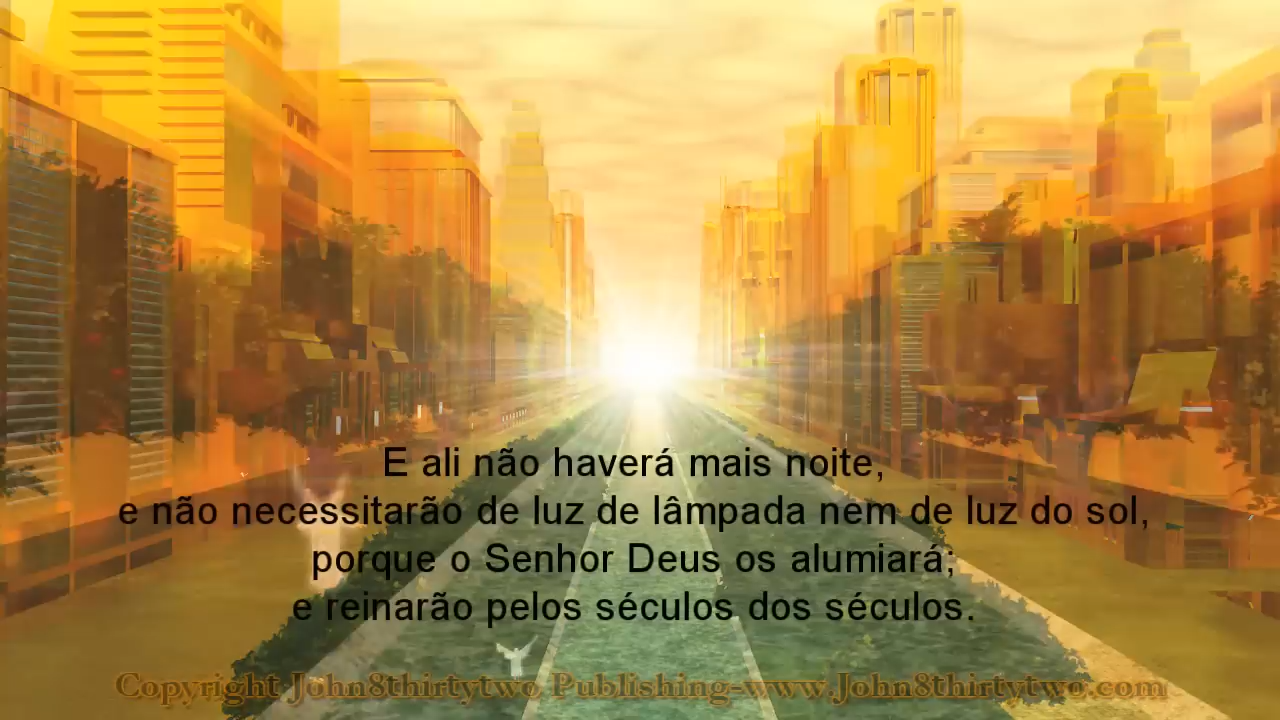 E ali não haverá mais noite,
e não necessitarão de luz de lâmpada nem de luz do sol,
porque o Senhor Deus os alumiará;
e reinarão pelos séculos dos séculos.
Copyright John8thirtytwo Publishing-www.John8thirtytwo.com